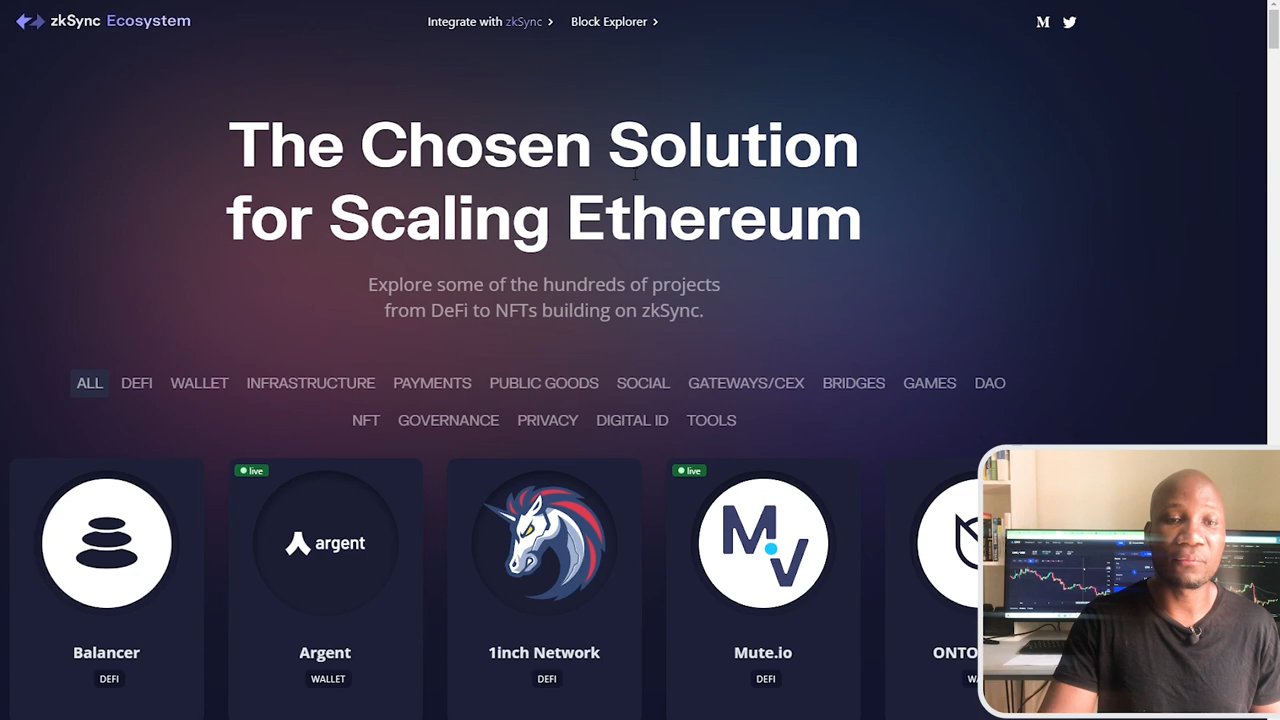 zkSync Ecosystem
Integrate with zkSync
Block Explorer
M
The Chosen Solution
for Scaling Ethereum
Explore some of the hundreds of projects
from DeFi to NFTs building on zkSync.
ALL DEFI WALLET INFRASTRUCTURE PAYMENTS PUBLIC GOODS SOCIAL GATEWAYS/CEX BRIDGES GAMES DAO
NFT GOVERNANCE PRIVACY DIGITAL ID TOOLS
live
live
argent
M V
Balancer
Argent
1inch Network
Mute.io
ONTO
DEFI
WALLET
DEFI
DEFI